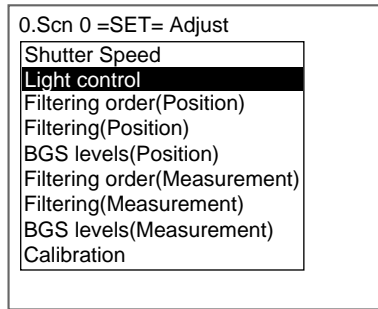 0.Scn 0 =SET= Adjust
Shutter Speed
Light control
Filtering order(Position)
Filtering(Position)
BGS levels(Position)
Filtering order(Measurement)
Filtering(Measurement)
BGS levels(Measurement)
Calibration